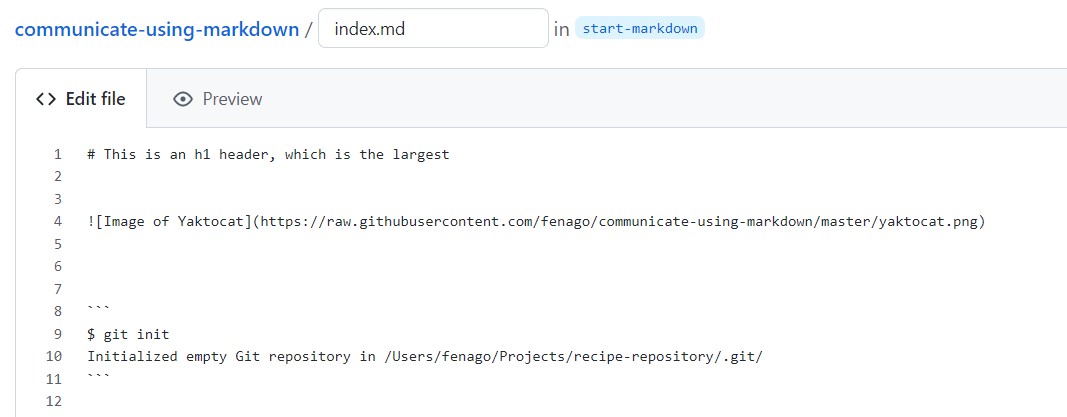 communicate-using-markdown / index.md in start-markdown
<> Edit file Preview
1 # This is an h1 header, which is the largest
2
3
4 ![Image of Yaktocat](https://raw.githubusercontent.com/fenago/communicate-using-markdown/master/yaktocat.png)
5
6
7
8 ```
9 $ git init
10 Initialized empty Git repository in /Users/fenago/Projects/recipe-repository/.git/
11 ```
12